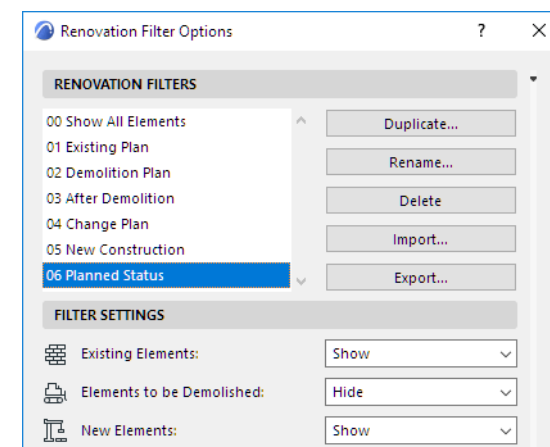 Renovation Filter Options ?
RENOVATION FILTERS
00 Show All Elements
01 Existing Plan
02 Demolition Plan
03 After Demolition
04 Change Plan
05 New Construction
06 Planned Status
Duplicate...
Rename...
Delete
Import...
Export...
FILTER SETTINGS
Existing Elements: Show
Elements to be Demolished: Hide
New Elements: Show